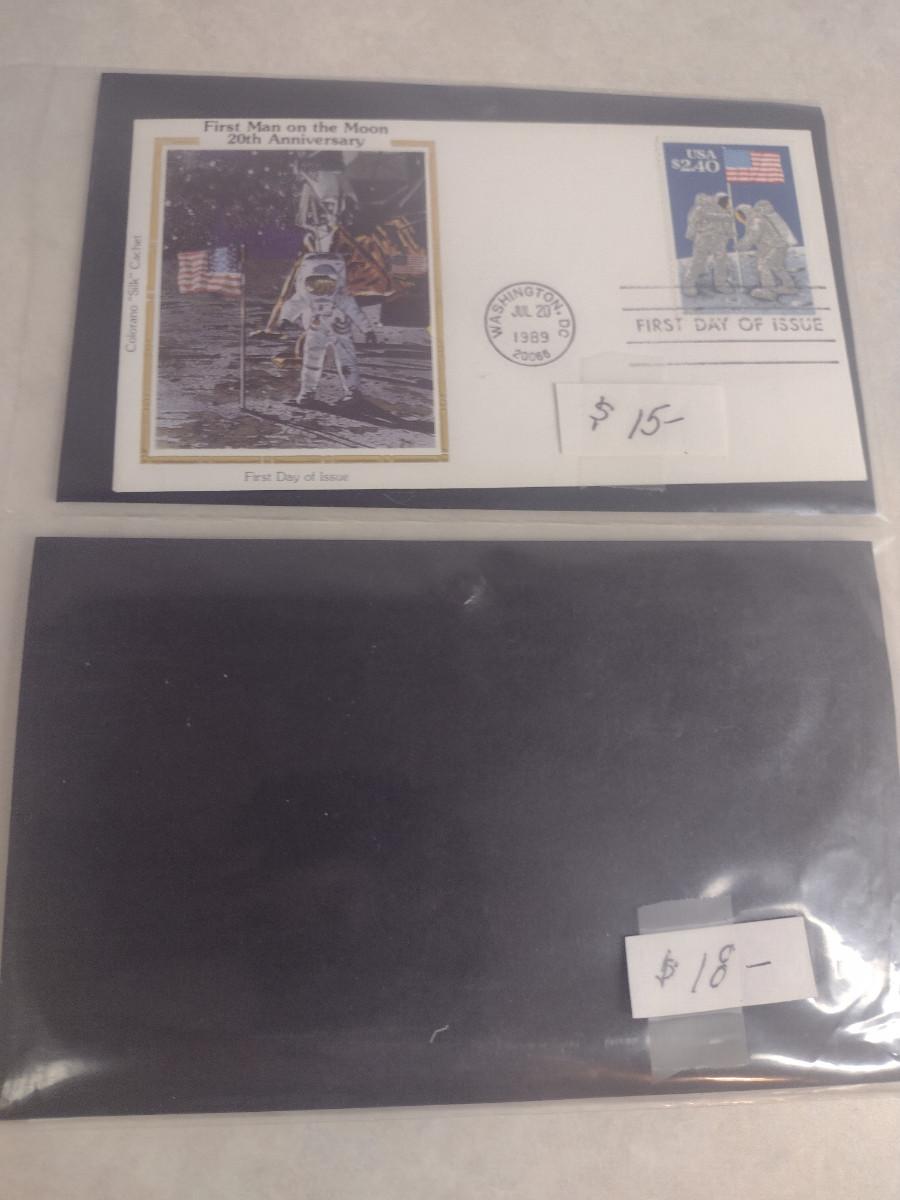 First Man on the Moon
20th Anniversary
Colorano "Silk" Cachet
USA
$2.40
WASHINGTON, DC
JUL 20
1989
20066
FIRST DAY OF ISSUE
$ 15-
First Day of Issue
$ 18-